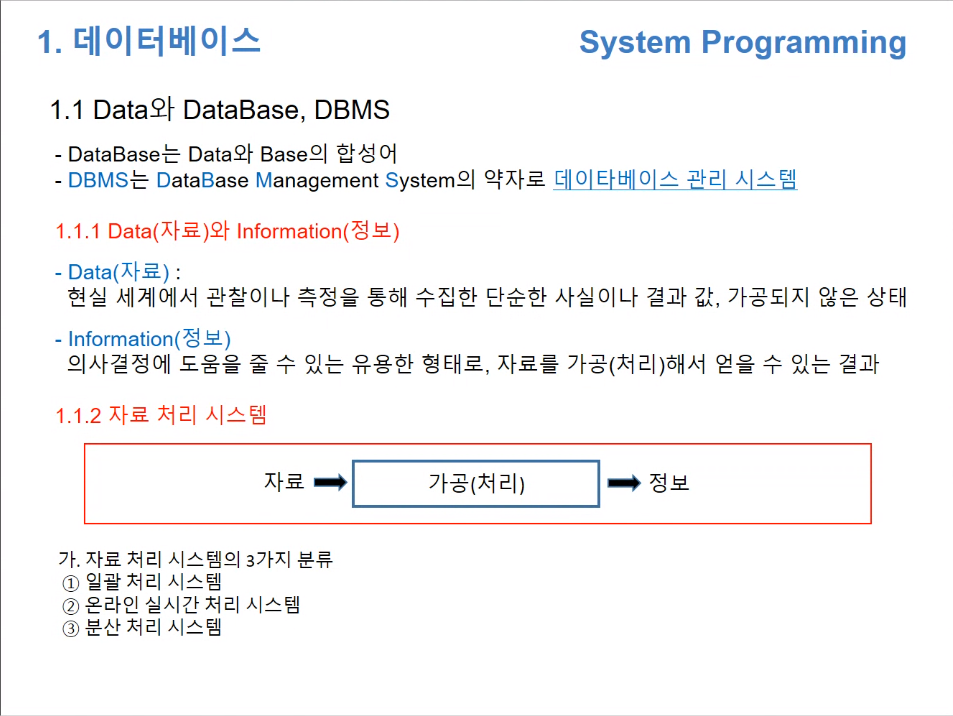 1. 데이터베이스
System Programming
1.1 Data와 DataBase, DBMS
- DataBase는 Data와 Base의 합성어
- DBMS는 DataBase Management System의 약자로 데이타베이스 관리 시스템
1.1.1 Data(자료)와 Information(정보)
- Data(자료) :
현실 세계에서 관찰이나 측정을 통해 수집한 단순한 사실이나 결과 값, 가공되지 않은 상태
- Information(정보)
의사결정에 도움을 줄 수 있는 유용한 형태로, 자료를 가공(처리)해서 얻을 수 있는 결과
1.1.2 자료 처리 시스템
자료 가공(처리) 정보
가. 자료 처리 시스템의 3가지 분류
① 일괄 처리 시스템
② 온라인 실시간 처리 시스템
③ 분산 처리 시스템